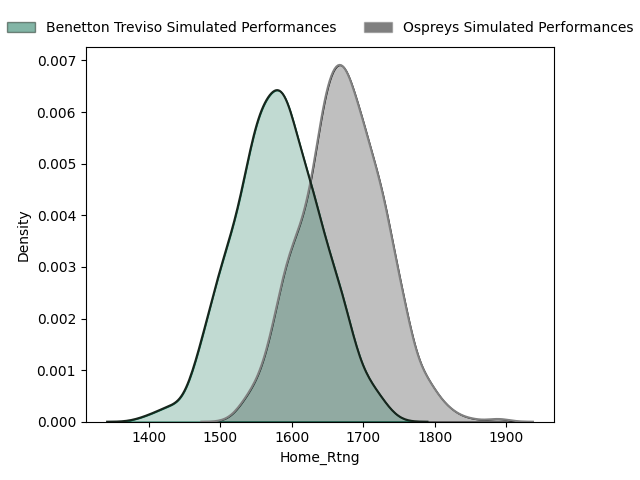 Benetton Treviso Simulated Performances Ospreys Simulated Performances
0.007
0.006
0.005
0.004
0.003
0.002
0.001
0.000
Density
1400 1500 1600 1700 1800 1900
Home_Rtng